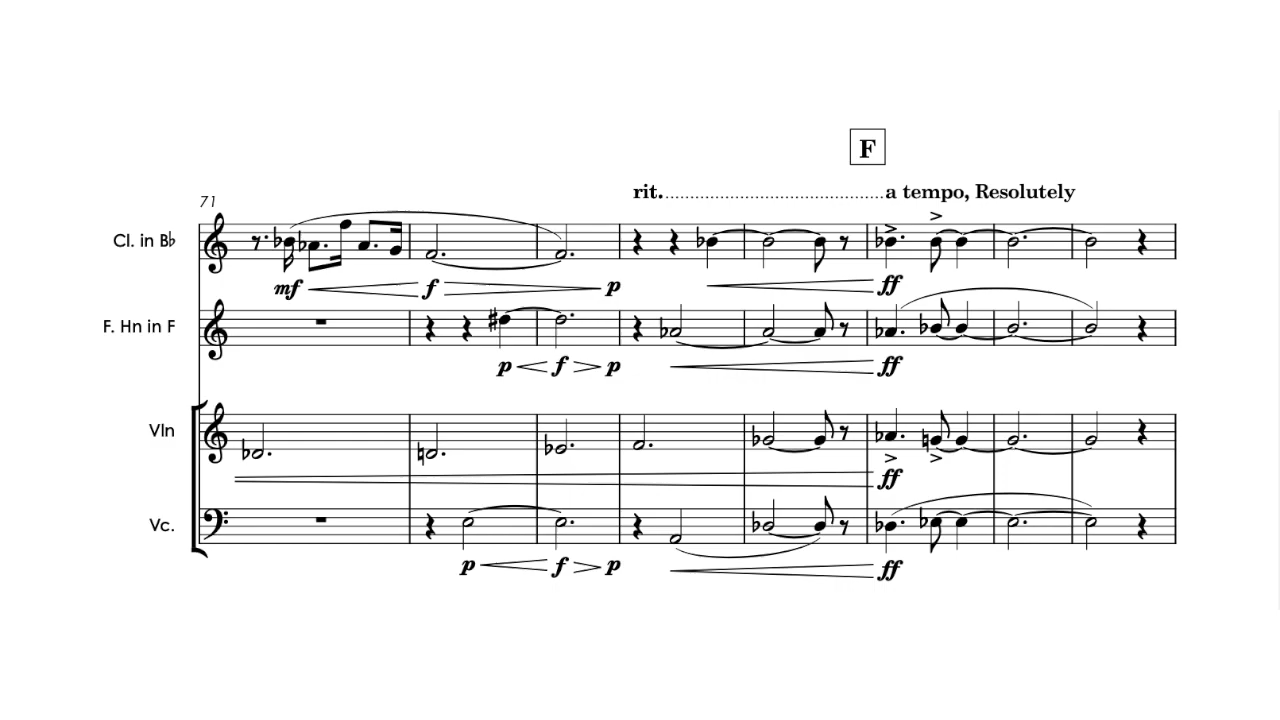 F
rit. a tempo, Resolutely
71
Cl. in B♭
mf f p ff
F. Hn in F
p f p ff
Vln
ff
Vc.
p f p ff